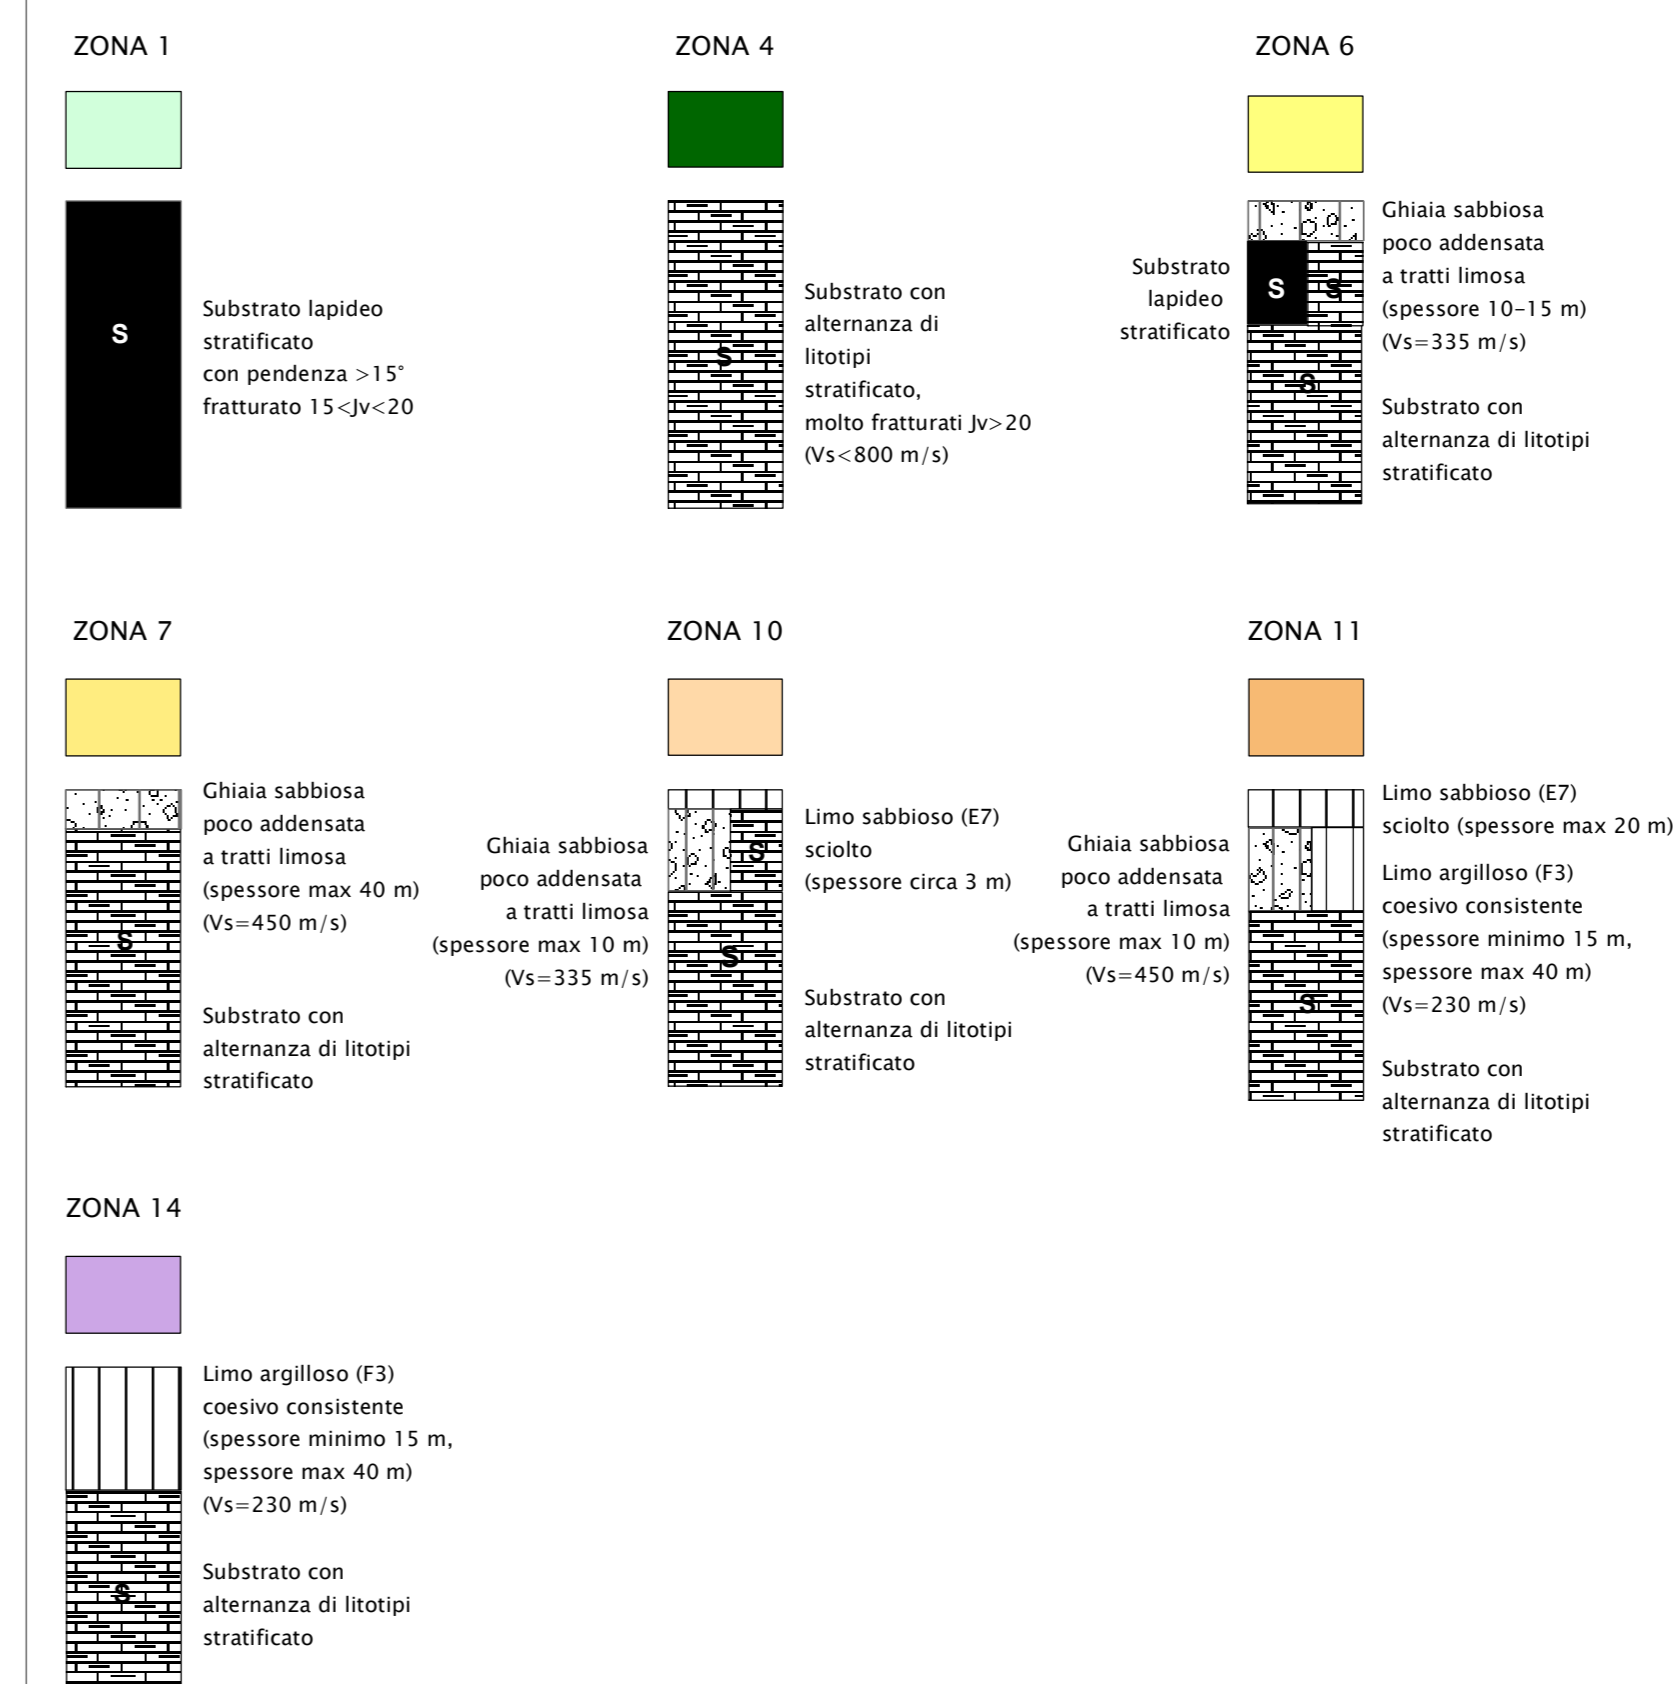 ZONA 1
S
Substrato lapideo
stratificato
con pendenza >15°
fratturato 15<Jv<20
ZONA 4
S
Substrato con
alternanza di
litotipi
stratificato,
molto fratturati Jv>20
(Vs<800 m/s)
ZONA 6
Substrato
lapideo
stratificato
S
S
S
Ghiaia sabbiosa
poco addensata
a tratti limosa
(spessore 10-15 m)
(Vs=335 m/s)
Substrato con
alternanza di litotipi
stratificato
ZONA 7
S
Ghiaia sabbiosa
poco addensata
a tratti limosa
(spessore max 40 m)
(Vs=450 m/s)
Substrato con
alternanza di litotipi
stratificato
ZONA 10
Ghiaia sabbiosa
poco addensata
a tratti limosa
(spessore max 10 m)
(Vs=335 m/s)
S
S
Limo sabbioso (E7)
sciolto
(spessore circa 3 m)
Substrato con
alternanza di litotipi
stratificato
ZONA 11
Ghiaia sabbiosa
poco addensata
a tratti limosa
(spessore max 10 m)
(Vs=450 m/s)
S
Limo sabbioso (E7)
sciolto (spessore max 20 m)
Limo argilloso (F3)
coesivo consistente
(spessore minimo 15 m,
spessore max 40 m)
(Vs=230 m/s)
Substrato con
alternanza di litotipi
stratificato
ZONA 14
S
Limo argilloso (F3)
coesivo consistente
(spessore minimo 15 m,
spessore max 40 m)
(Vs=230 m/s)
Substrato con
alternanza di litotipi
stratificato